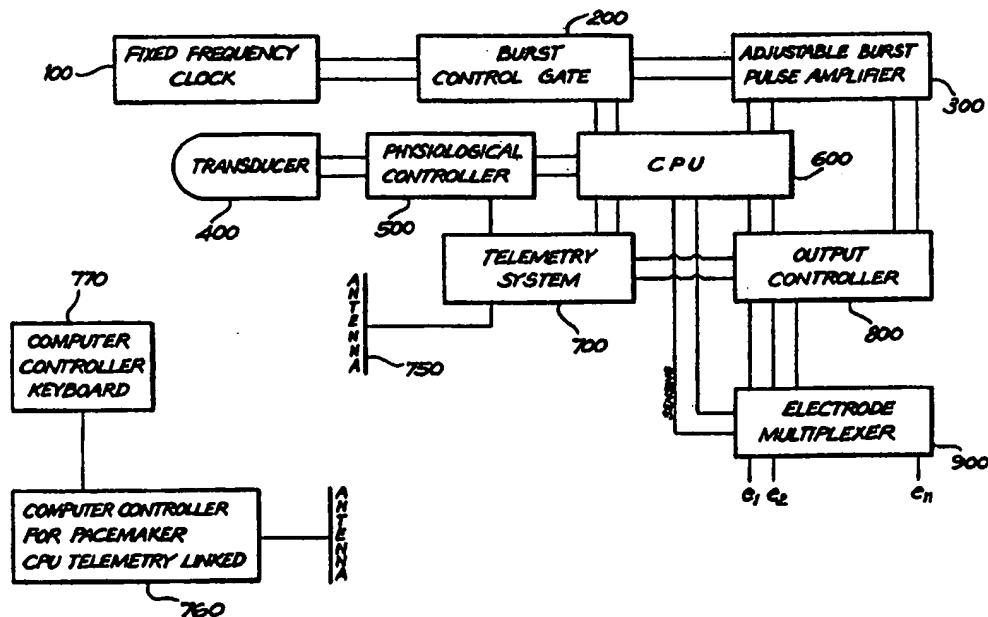 200
100
FIXED FREQUENCY
CLOCK
BURST
CONTROL GATE
ADJUSTABLE BURST
PULSE AMPLIFIER
300
TRANSDUCER
400
PHYSIOLOGICAL
CONTROLLER
500
CPU
600
TELEMETRY
SYSTEM
700
OUTPUT
CONTROLLER
800
ANTENNA
750
SENSING
770
COMPUTER
CONTROLLER
KEYBOARD
ELECTRODE
MULTIPLEXER
900
e1 e2 en
COMPUTER CONTROLLER
FOR PACEMAKER
CPU TELEMETRY LINKED
760
ANTENNA